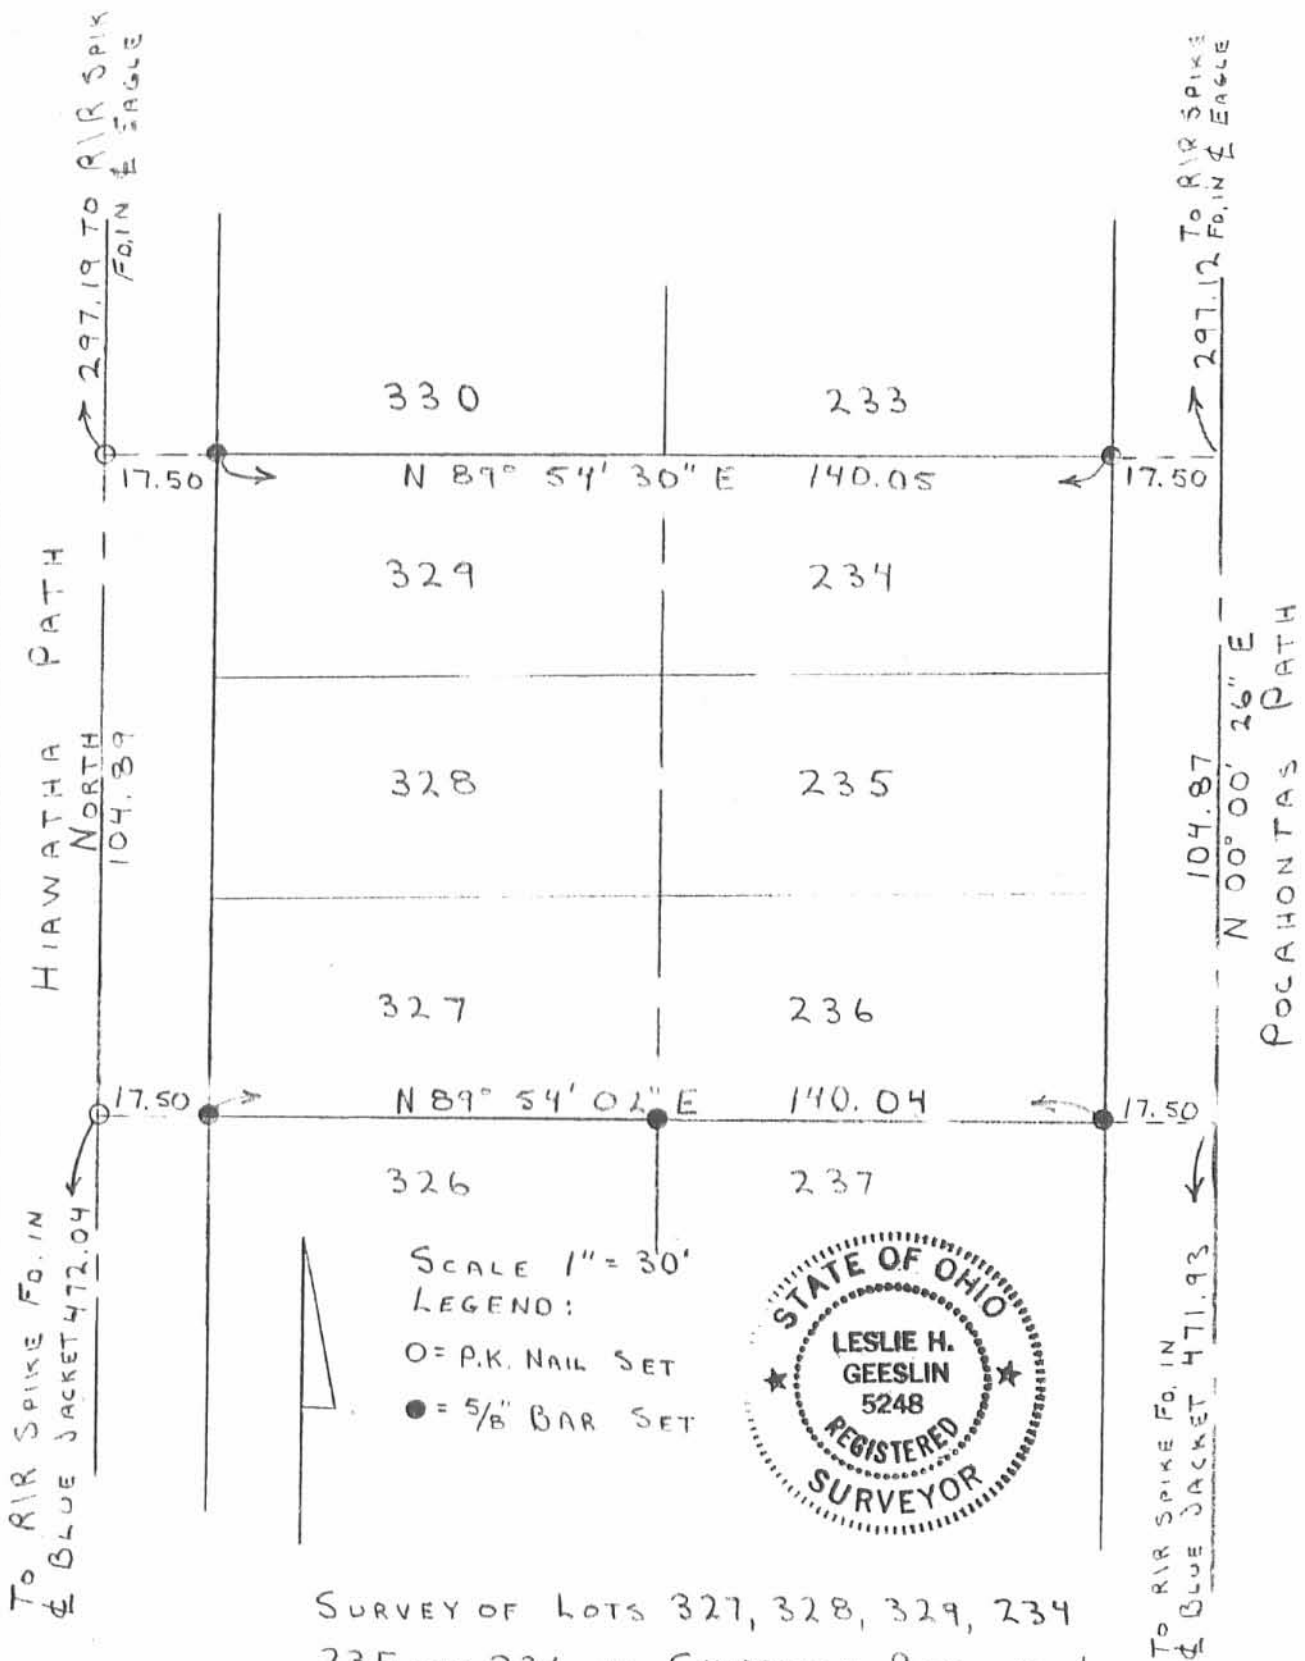 297.19 TO R/R SPIK
FD. IN ℄ EAGLE
297.12 TO R/R SPIKE
FD. IN ℄ EAGLE
330
233
17.50
N 89° 54' 30" E 140.05
17.50
329
234
HIAWATHA PATH
NORTH
104.89
328
235
104.87
N 00° 00' 26" E
POCAHONTAS PATH
327
236
17.50
N 89° 54' 02" E 140.04
17.50
326
237
TO R/R SPIKE FD. IN
℄ BLUE JACKET 472.04
SCALE 1" = 30'
LEGEND:
O = P.K. NAIL SET
● = 5/8" BAR SET
STATE OF OHIO
LESLIE H.
GEESLIN
5248
REGISTERED
SURVEYOR
TO R/R SPIKE FD. IN
℄ BLUE JACKET 471.93
SURVEY OF LOTS 327, 328, 329, 234